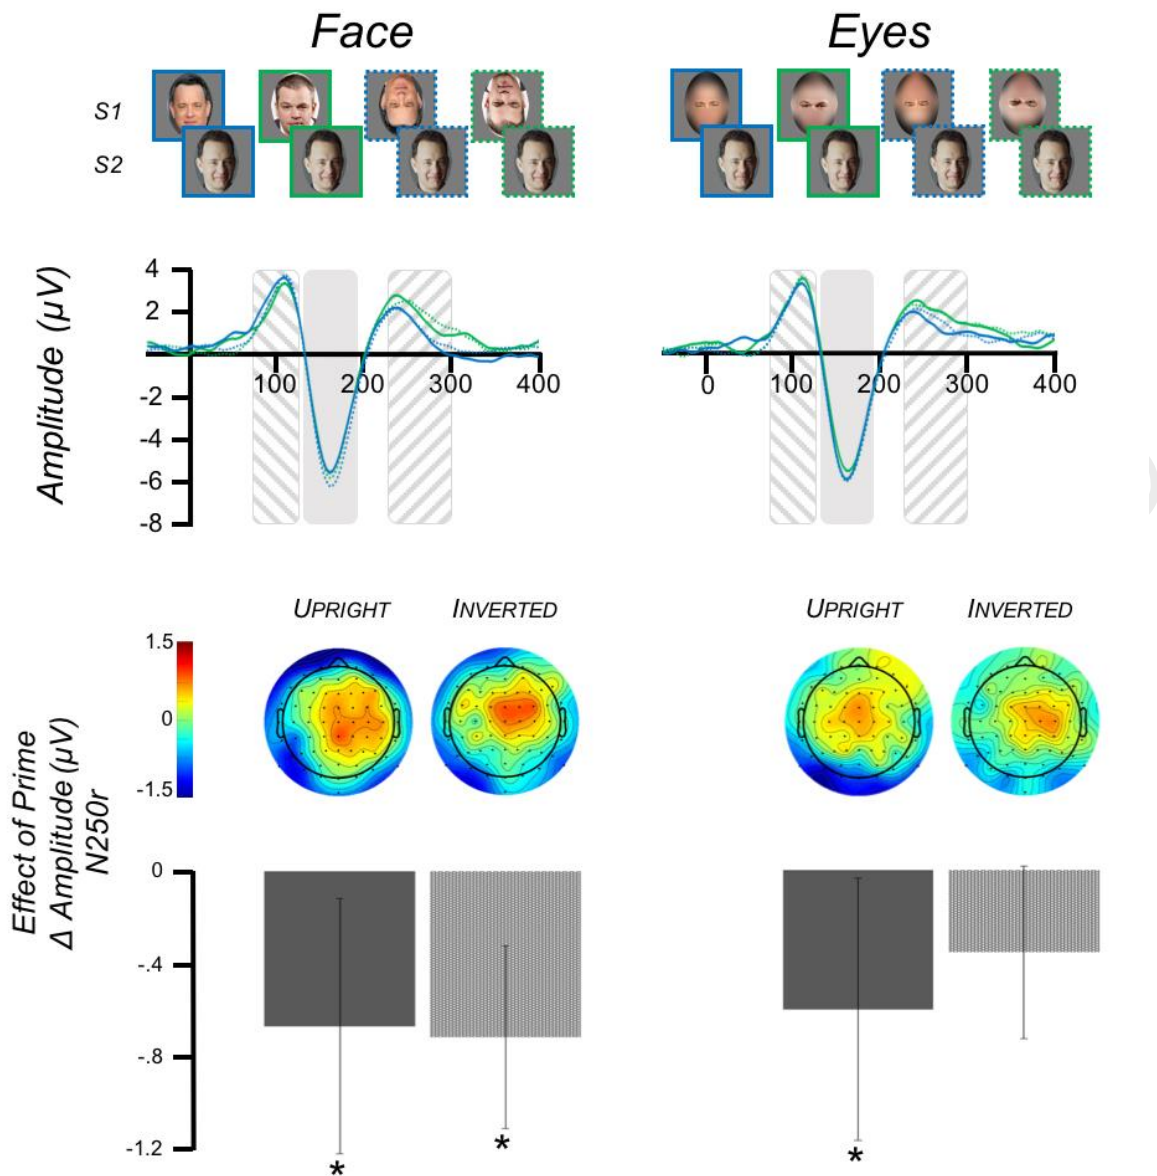 Face Eyes
S1
S2
Amplitude (µV)
4
2
-2
-4
-6
-8
100 200 300 400
0 100 200 300 400
UPRIGHT INVERTED UPRIGHT INVERTED
1.5
0
-1.5
Effect of Prime
Δ Amplitude (µV)
N250r
0
-.4
-.8
-1.2
* * *